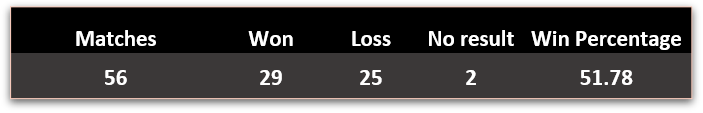 Matches Won Loss No result Win Percentage
56 29 25 2 51.78